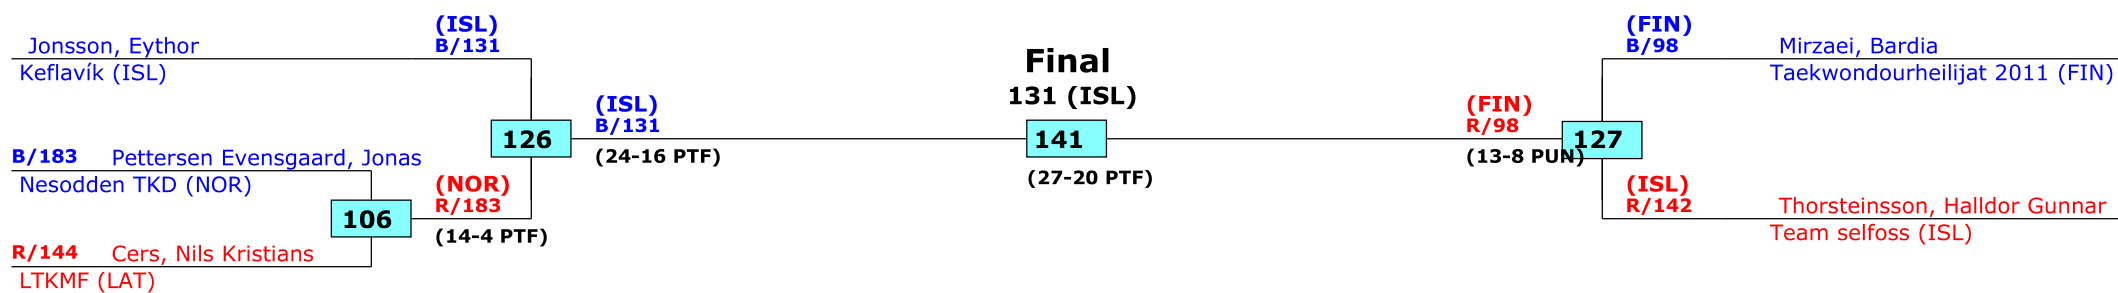 (ISL)
B/131
Jonsson, Eythor
Keflavík (ISL)
126
(ISL)
B/131
(24-16 PTF)
B/183 Pettersen Evensgaard, Jonas
Nesodden TKD (NOR)
106
(NOR)
R/183
(14-4 PTF)
R/144 Cers, Nils Kristians
LTKMF (LAT)
Final
131 (ISL)
141
(27-20 PTF)
(FIN)
B/98
Mirzaei, Bardia
Taekwondourheilijat 2011 (FIN)
(FIN)
R/98
(13-8 PUN)
127
(ISL)
R/142
Thorsteinsson, Halldor Gunnar
Team selfoss (ISL)